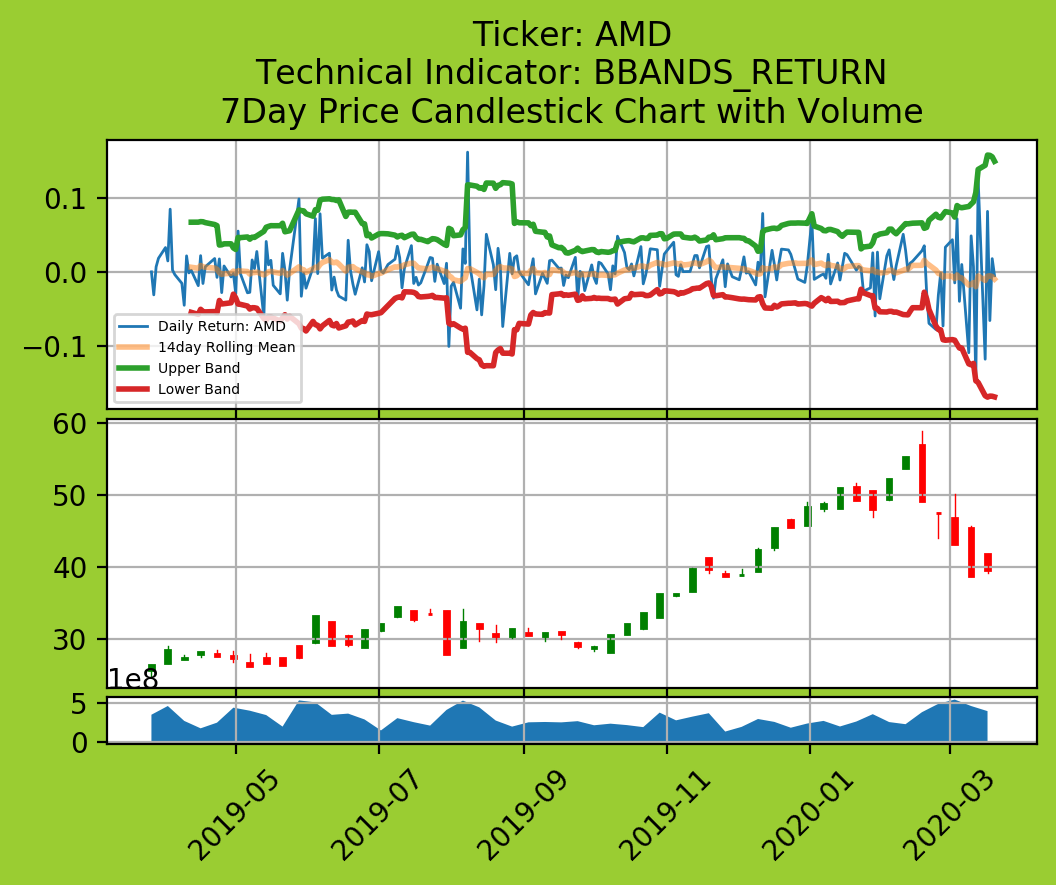 Ticker: AMD
Technical Indicator: BBANDS_RETURN
7Day Price Candlestick Chart with Volume
0.1
0.0
−0.1
Daily Return: AMD
14day Rolling Mean
Upper Band
Lower Band
60
50
40
30
1e8
5
0
2019-05
2019-07
2019-09
2019-11
2020-01
2020-03